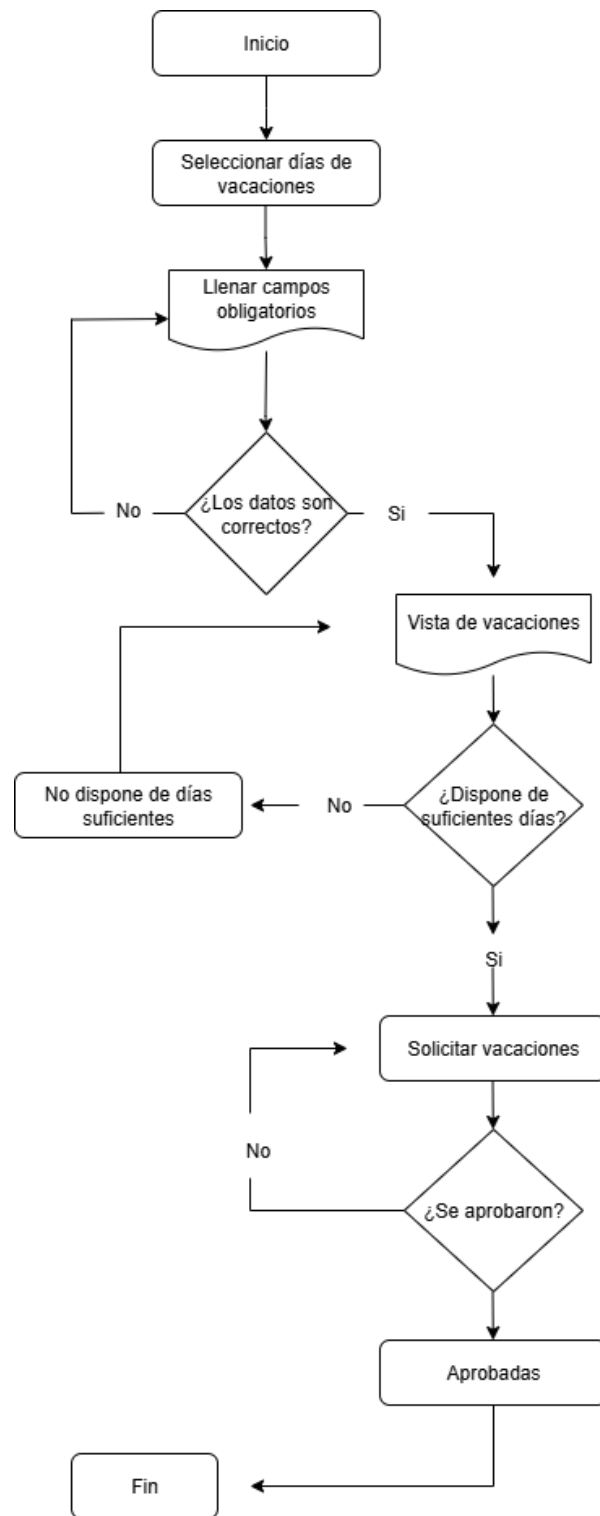 Inicio
Seleccionar días de
vacaciones
Llenar campos
obligatorios
¿Los datos son
correctos?
No
Si
Vista de vacaciones
¿Dispone de
suficientes días?
No
No dispone de días
suficientes
Si
Solicitar vacaciones
No
¿Se aprobaron?
Aprobadas
Fin